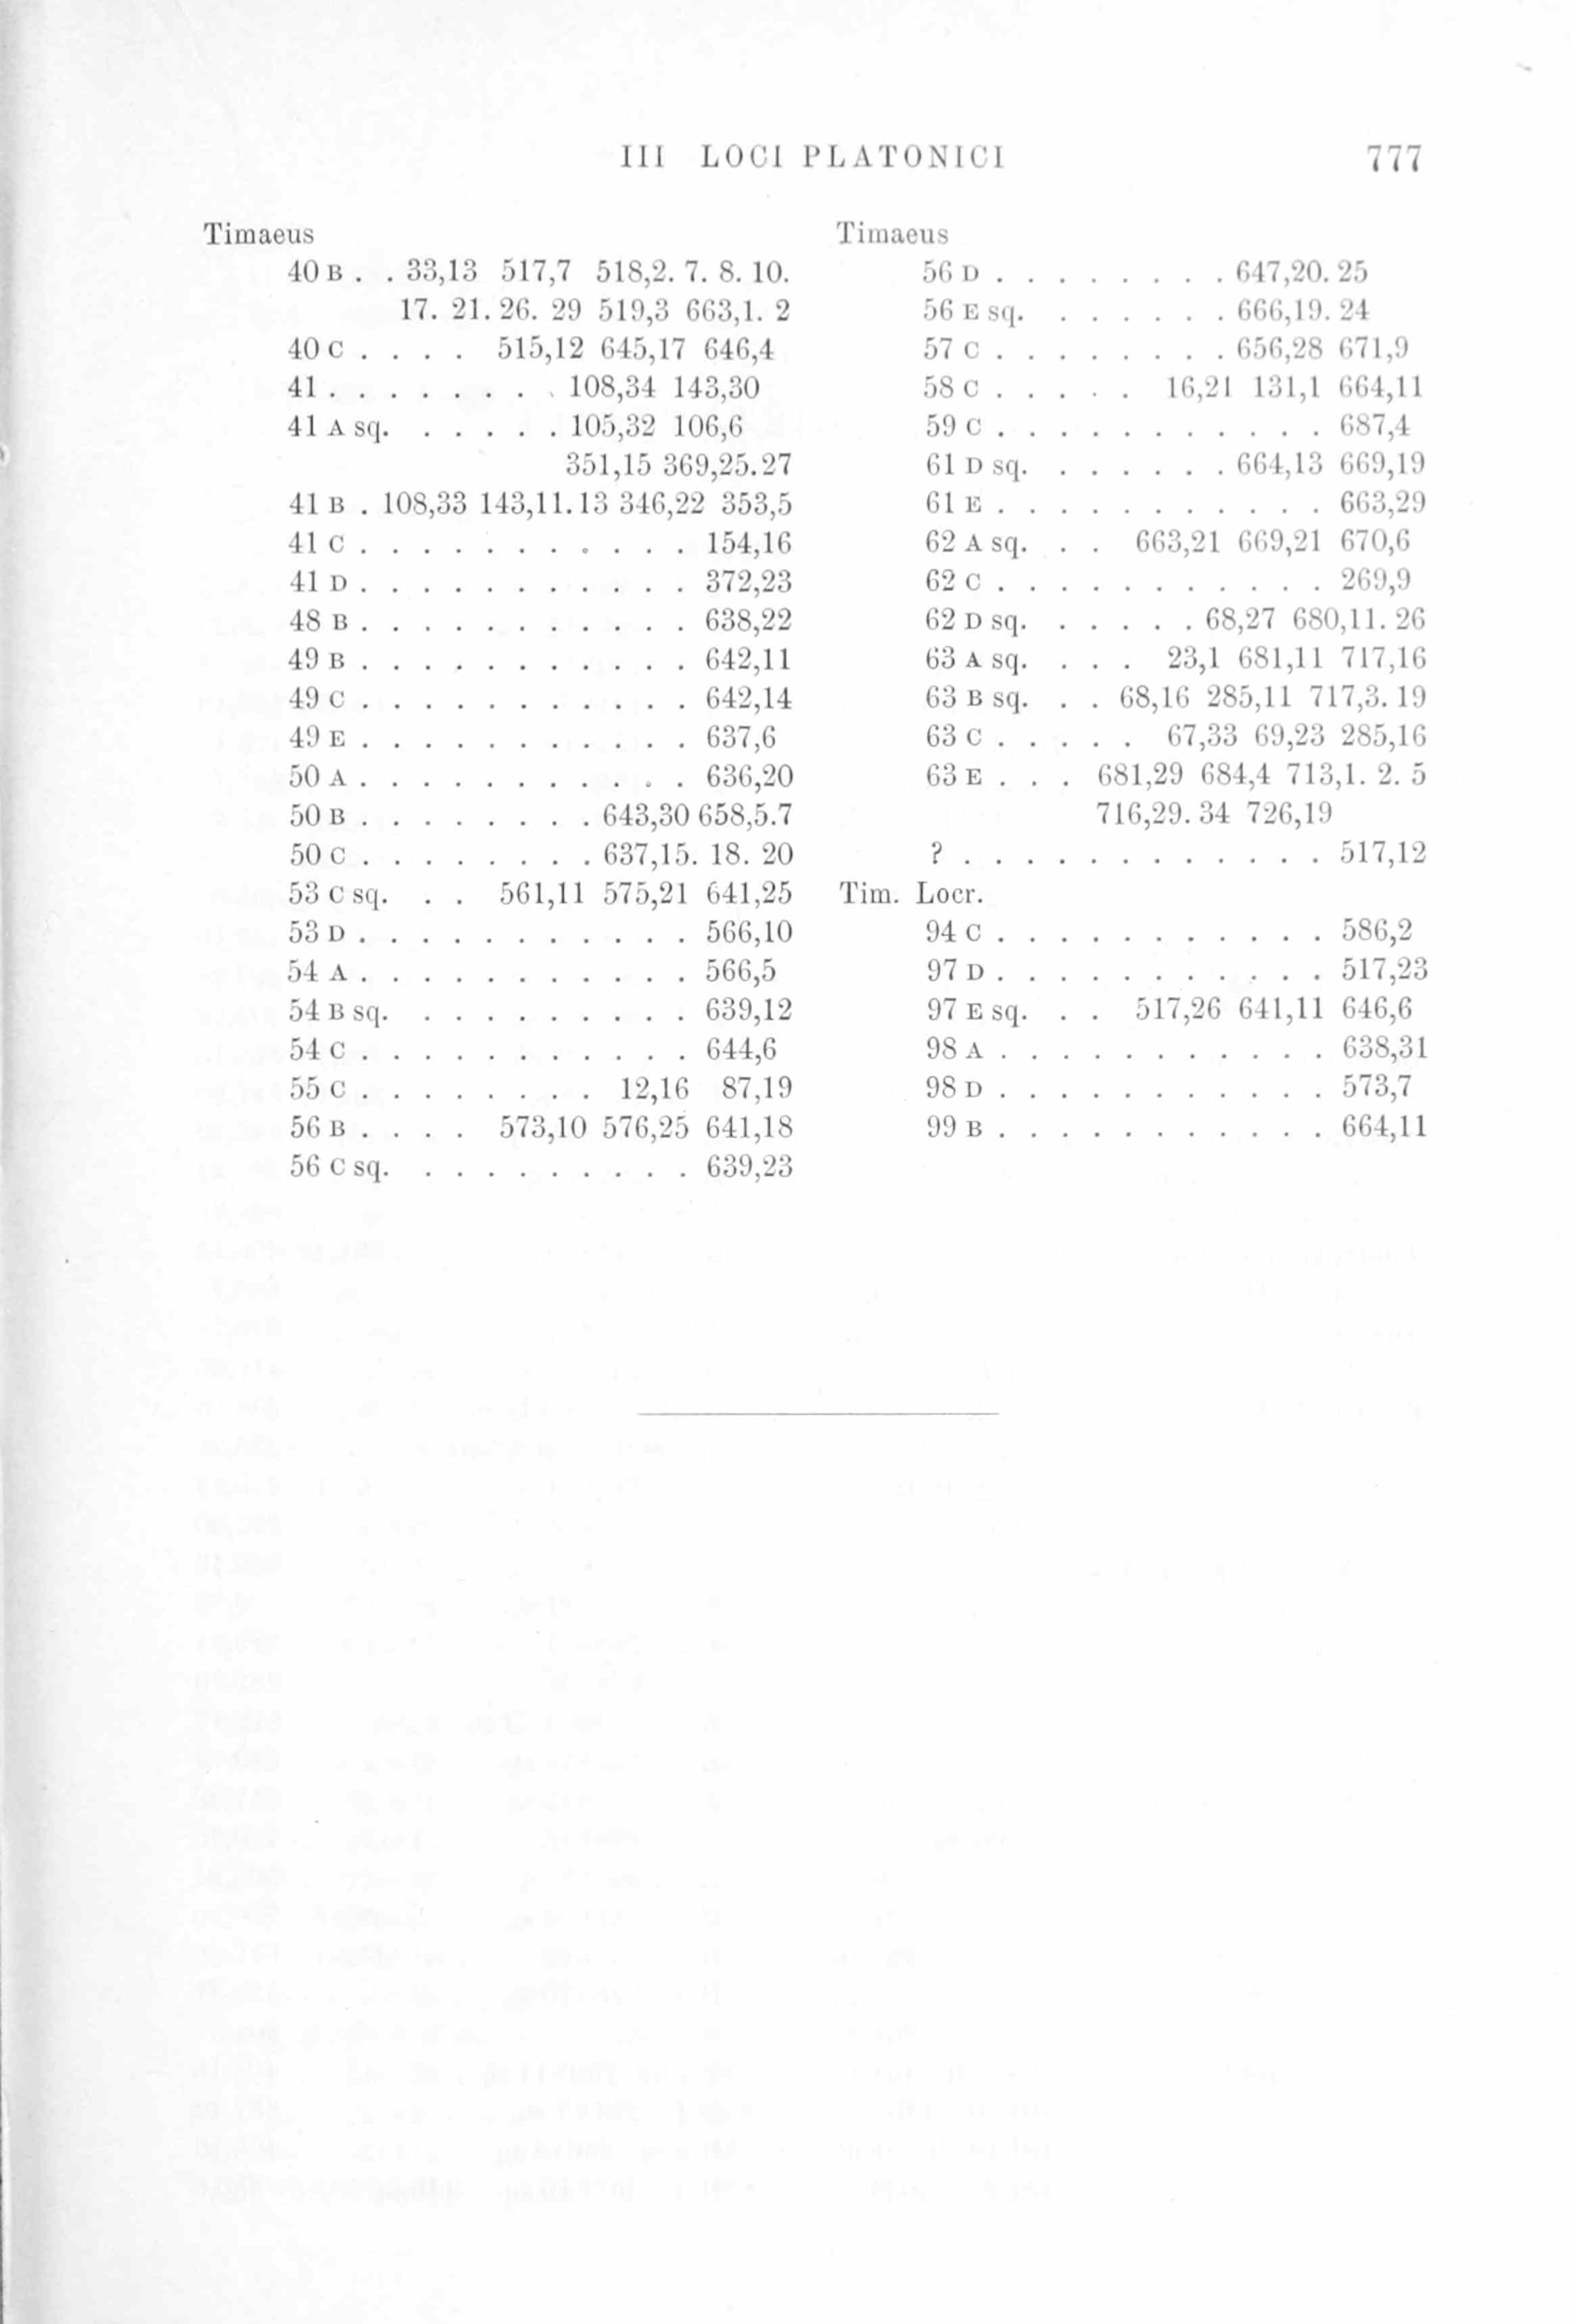 III LOCI PLATONICI 777
Timaeus
40 B . . 33,13 517,7 518,2. 7. 8. 10.
17. 21. 26. 29 519,3 663,1. 2
40 C . . . . 515,12 645,17 646,4
41 . . . . . . . . 108,34 143,30
41 A sq. . . . . . 105,32 106,6
351,15 369,25.27
41 B . 108,33 143,11.13 346,22 353,5
41 C . . . . . . . . . . . 154,16
41 D . . . . . . . . . . . 372,23
48 B . . . . . . . . . . . 638,22
49 B . . . . . . . . . . . 642,11
49 C . . . . . . . . . . . 642,14
49 E . . . . . . . . . . . 637,6
50 A . . . . . . . . . . . 636,20
50 B . . . . . . . . 643,30 658,5.7
50 C . . . . . . . . 637,15. 18. 20
53 C sq. . . 561,11 575,21 641,25
53 D . . . . . . . . . . . 566,10
54 A . . . . . . . . . . . 566,5
54 B sq. . . . . . . . . . 639,12
54 C . . . . . . . . . . . 644,6
55 C . . . . . . . . 12,16 87,19
56 B . . . . 573,10 576,25 641,18
56 C sq. . . . . . . . . . 639,23
Timaeus
56 D . . . . . . . . 647,20. 25
56 E sq. . . . . . . 666,19. 24
57 C . . . . . . . . 656,28 671,9
58 C . . . . . 16,21 131,1 664,11
59 C . . . . . . . . . . . 687,4
61 D sq. . . . . . . 664,13 669,19
61 E . . . . . . . . . . . 663,29
62 A sq. . . 663,21 669,21 670,6
62 C . . . . . . . . . . . 269,9
62 D sq. . . . . . 68,27 680,11. 26
63 A sq. . . . 23,1 681,11 717,16
63 B sq. . . 68,16 285,11 717,3. 19
63 C . . . . . 67,33 69,23 285,16
63 E . . . 681,29 684,4 713,1. 2. 5
716,29. 34 726,19
? . . . . . . . . . . . . 517,12
Tim. Locr.
94 C . . . . . . . . . . . 586,2
97 D . . . . . . . . . . . 517,23
97 E sq. . . 517,26 641,11 646,6
98 A . . . . . . . . . . . 638,31
98 D . . . . . . . . . . . 573,7
99 B . . . . . . . . . . . 664,11